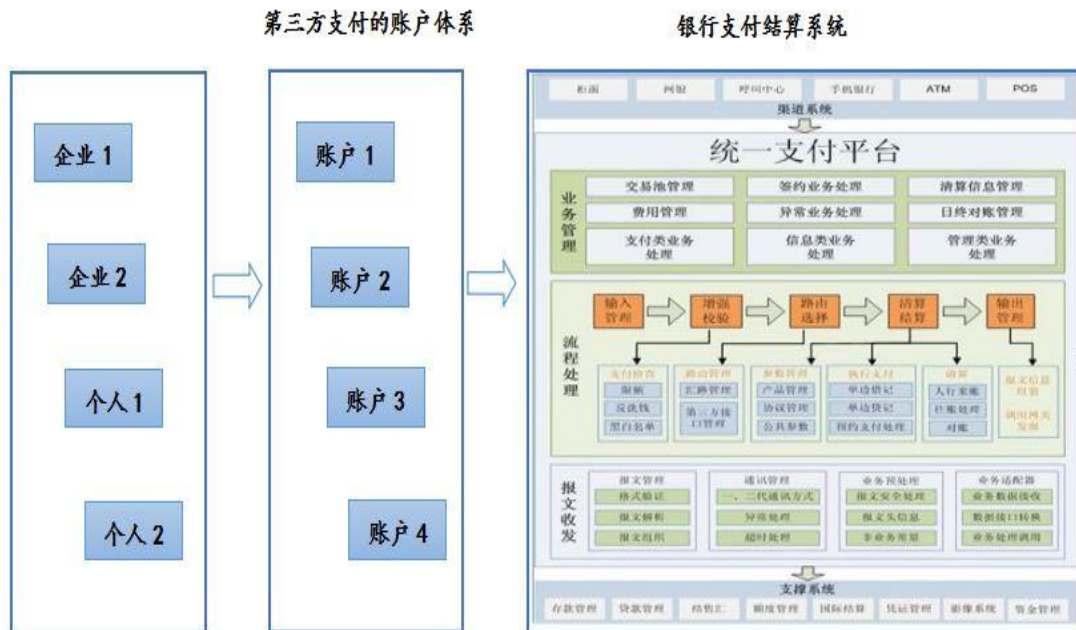 第三方支付的账户体系
银行支付结算系统
企业 1
企业 2
个人 1
个人 2
账户 1
账户 2
账户 3
账户 4
柜面 网银 呼叫中心 手机银行 ATM POS
渠道系统
统一支付平台
业务管理
交易池管理 签约业务处理 清算信息管理
费用管理 异常业务处理 日终对账管理
支付类业务 信息类业务 管理类业务
处理 处理 处理
流程处理
输入 增强 路由 清算 输出
管理 校验 选择 结算 管理
支付检查 路由管理 参数管理 执行支付 清算
限额 汇路管理 产品管理 单边借记 人行来账
反洗钱 第三方接 协议管理 单边贷记 往账处理
口管理
黑白名单 公共参数 预约支付处理 对账
报文信息
调用网关
发报
报文收发
报文管理 通讯管理 业务预处理 业务适配器
格式验证 一、二代通讯方式 报文安全处理 业务数据接收
报文解析 异常处理 报文头信息 数据接口转换
报文组织 超时处理 业务处理调用
支撑系统
存款管理 贷款管理 结售汇 额度管理 国际结算 凭证管理 影像系统 资金管理